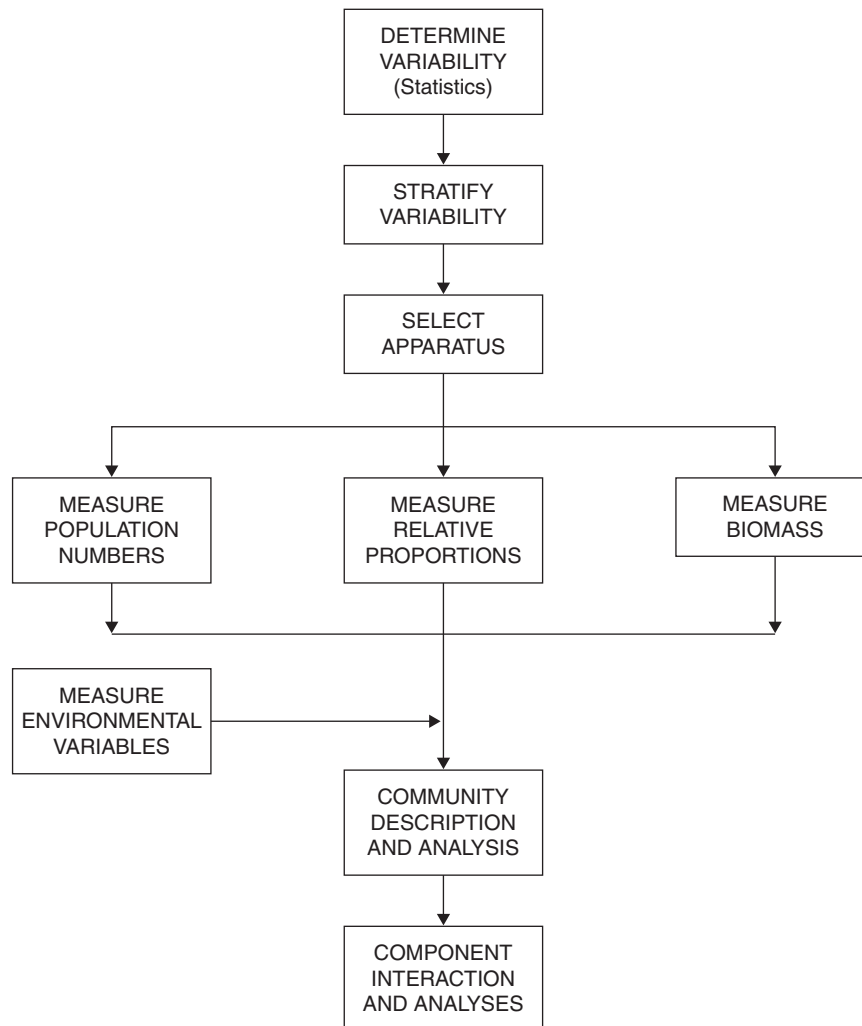 DETERMINE
VARIABILITY
(Statistics)
STRATIFY
VARIABILITY
SELECT
APPARATUS
MEASURE
POPULATION
NUMBERS
MEASURE
RELATIVE
PROPORTIONS
MEASURE
BIOMASS
MEASURE
ENVIRONMENTAL
VARIABLES
COMMUNITY
DESCRIPTION
AND ANALYSIS
COMPONENT
INTERACTION
AND ANALYSES